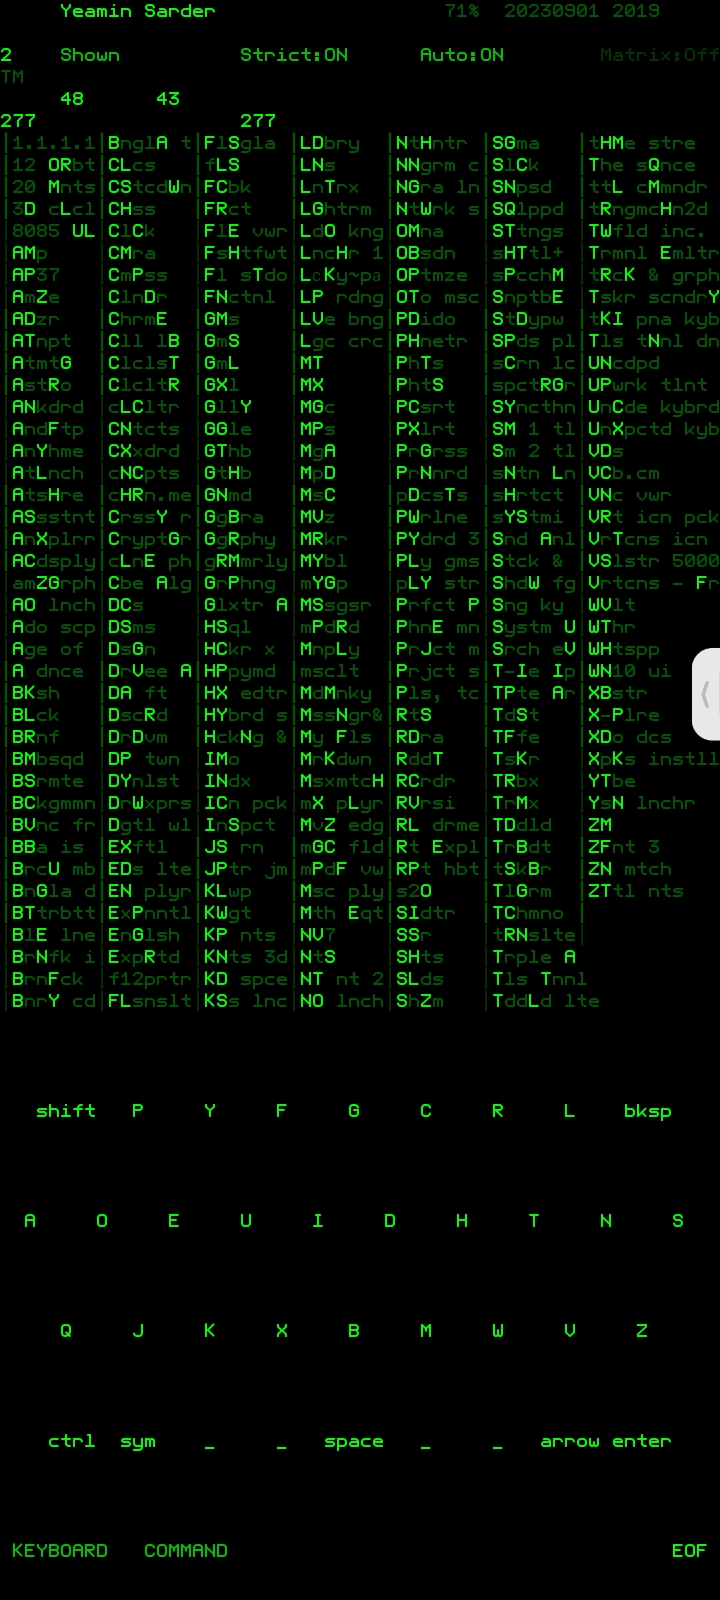 Yeamin Sarder 71% 20230901 2019
2 Shown Strict:ON Auto:ON Matrix:Off
TM
48 43
277 277
|1.1.1.1|BnglA t|FlSgla |LDbry |NtHntr |SGma |tHMe stre
|12 ORbt|CLcs |fLS |LNs |NNgrm c|SlCk |The sQnce
|20 Mnts|CStcdWn|FCbk |LnTrx |NGra ln|SNpsd |ttL cMmndr
|3D cLcl|CHss |FRct |LGhtrm |NtWrk s|SQlppd |tRngmcHn2d
|8085 UL|ClCk |FlE vwr|LdO kng|OMna |STtngs |TWfld inc.
|AMp |CMra |FsHtfwt|LncHr 1|OBsdn |sHTtl+ |Trmnl Emltr
|AP37 |CmPss |Fl sTdo|LcKy~pa|OPtmze |sPcchM |tRcK & grph
|AmZe |ClnDr |FNctnl |LP rdng|OTo msc|SnptbE |Tskr scndrY
|ADzr |ChrmE |GMs |LVe bng|PDido |StDypw |tKI pna kyb
|ATnpt |Cll lB |GmS |Lgc crc|PHnetr |SPds pl|Tls tNnl dn
|AtmtG |ClclsT |GmL |MT |PhTs |sCrn lc|UNcdpd
|AstRo |ClcltR |GXl |MX |PhtS |spctRGr|UPwrk tlnt
|ANkdrd |cLCltr |GllY |MGc |PCsrt |SYncthn|UnCde kybrd
|AndFtp |CNtcts |GGle |MPs |PXlrt |SM 1 tl|UnXpctd kyb
|AnYhme |CXxdrd |GThb |MgA |PrGrss |Sm 2 tl|VDs
|AtLnch |cNCpts |GtHb |MpD |PrNnrd |sNtn Ln|VCb.cm
|AtsHre |cHRn.me|GNmd |MsC |pDcsTs |sHrtct |VNc vwr
|ASsstnt|CrssY r|GgBra |MVz |PWrlne |sYStmi |VRt icn pck
|AnXplrr|CryptGr|GgRphy |MRkr |PYdrd 3|Snd Anl|VrTcns icn
|ACdsply|cLnE ph|gRMmrly|MYbl |PLy gms|Stck & |VSlstr 5000
|amZGrph|Cbe Alg|GrPhng |mYGp |pLY str|ShdW fg|Vrtcns - Fr
|AO lnch|DCs |Glxtr A|MSsgsr |Prfct P|Sng ky |WVlt
|Ado scp|DSms |HSql |mPdRd |PhnE mn|Systm U|WThr
|Age of |DsGn |HCkr x |MnpLy |PrJct m|Srch eV|WHtspp
|A dnce |DrVee A|HPpymd |msclt |Prjct s|T-Ie Ip|WN10 ui
|BKsh |DA ft |HX edtr|MdMnky |Pls, tc|TPte Ar|XBstr
|BLck |DscRd |HYbrd s|MssNgr&|RtS |TdSt |X-Plre
|BRnf |DrDvm |HckNg &|My Fls |RDra |TFfe |XDo dcs
|BMbsqd |DP twn |IMo |MrKdwn |RddT |TsKr |XpKs instll
|BSrmte |DYnlst |INdx |MsxmtcH|RCrdr |TRbx |YTbe
|BCkgmmn|DrWxprs|ICn pck|mX pLyr|RVrsi |TrMx |YsN lnchr
|BVnc fr|Dgtl wl|InSpct |MvZ edg|RL drme|TDdld |ZM
|BBa is |EXftl |JS rn |mGC fld|Rt Expl|TrBdt |ZFnt 3
|BrcU mb|EDs lte|JPtr jm|mPdF vw|RPt hbt|tSkBr |ZN mtch
|BnGla d|EN plyr|KLwp |Msc ply|s2O |TlGrm |ZTtl nts
|BTtrbtt|ExPnntl|KWgt |Mth Eqt|SIdtr |TChmno |
|BlE lne|EnGlsh |KP nts |NV7 |SSr |tRNslte|
|BrNfk i|ExpRtd |KNts 3d|NtS |SHts |Trple A
|BrnFck |f12prtr|KD spce|NT nt 2|SLds |Tls Tnnl
|BnrY cd|FLsnslt|KSs lnc|NO lnch|ShZm |TddLd lte
shift P Y F G C R L bksp
A O E U I D H T N S
Q J K X B M W V Z
ctrl sym _ _ space _ _ arrow enter
KEYBOARD COMMAND EOF